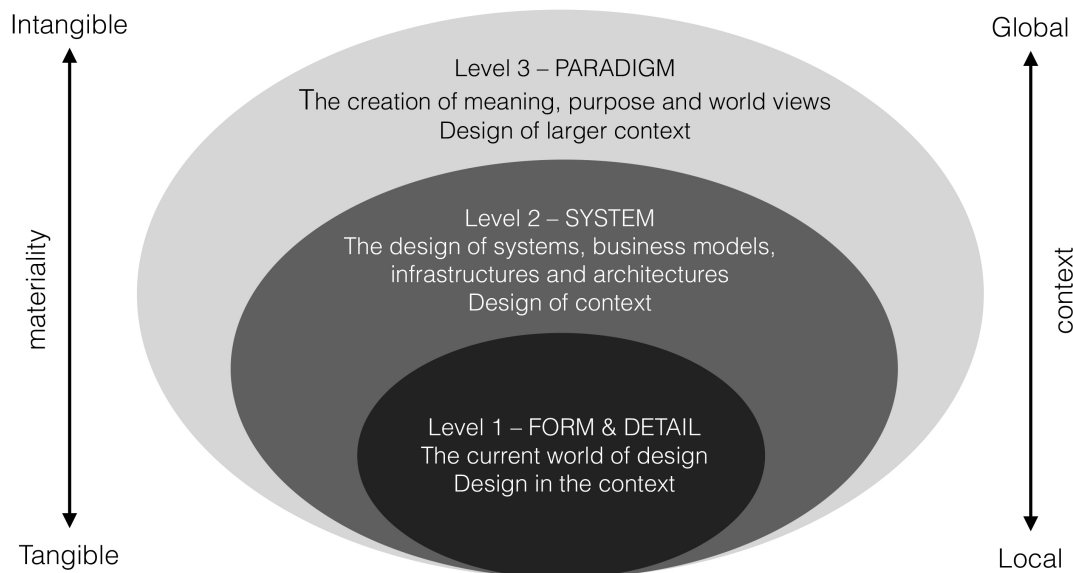 Intangible
Global
Level 3 – PARADIGM
The creation of meaning, purpose and world views
Design of larger context
Level 2 – SYSTEM
The design of systems, business models,
infrastructures and architectures
Design of context
materiality
context
Level 1 – FORM & DETAIL
The current world of design
Design in the context
Tangible
Local